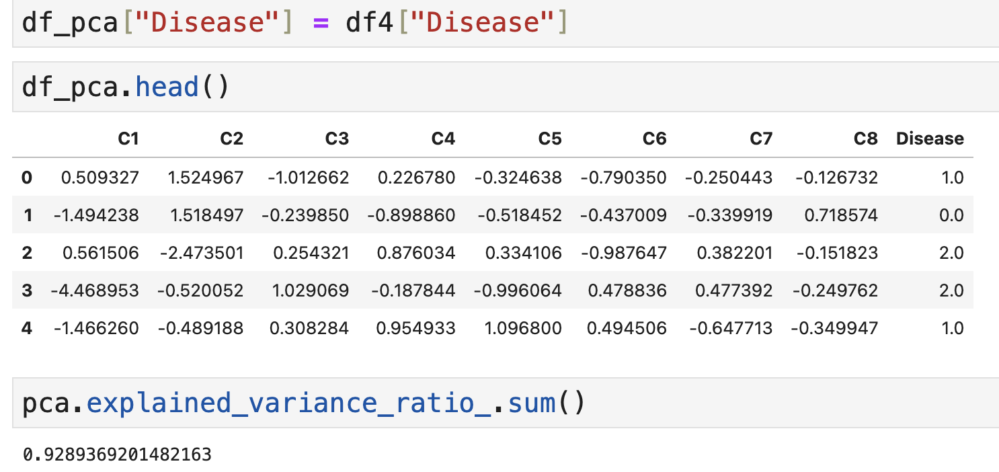 df_pca["Disease"] = df4["Disease"]
df_pca.head()
C1 C2 C3 C4 C5 C6 C7 C8 Disease
0 0.509327 1.524967 -1.012662 0.226780 -0.324638 -0.790350 -0.250443 -0.126732 1.0
1 -1.494238 1.518497 -0.239850 -0.898860 -0.518452 -0.437009 -0.339919 0.718574 0.0
2 0.561506 -2.473501 0.254321 0.876034 0.334106 -0.987647 0.382201 -0.151823 2.0
3 -4.468953 -0.520052 1.029069 -0.187844 -0.996064 0.478836 0.477392 -0.249762 2.0
4 -1.466260 -0.489188 0.308284 0.954933 1.096800 0.494506 -0.647713 -0.349947 1.0
pca.explained_variance_ratio_.sum()
0.9289369201482163